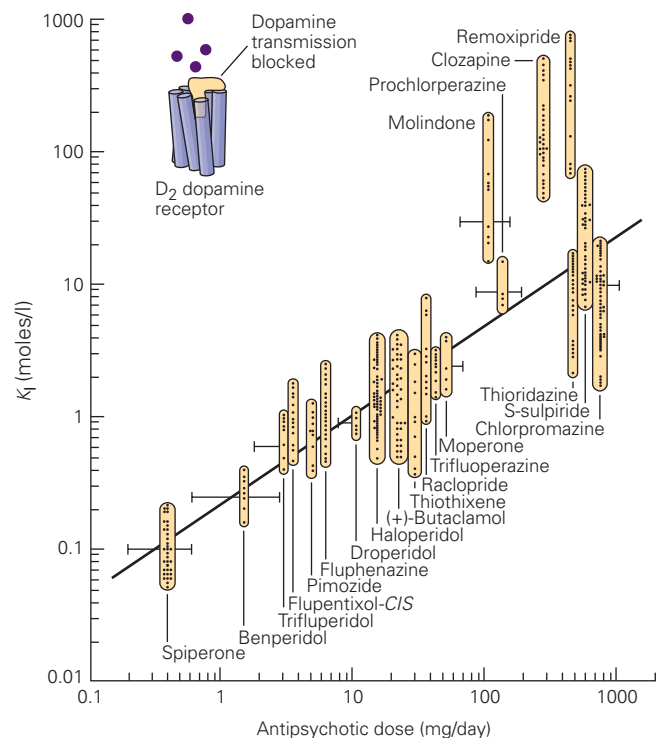 Dopamine
transmission
blocked
D2 dopamine
receptor
Remoxipride
Clozapine
Prochlorperazine
Molindone
1000
100
10
1
0.1
0.01
KI (moles/l)
Thioridazine
S-sulpiride
Chlorpromazine
Moperone
Trifluoperazine
Raclopride
Thiothixene
(+)-Butaclamol
Haloperidol
Droperidol
Fluphenazine
Pimozide
Flupentixol-CIS
Trifluperidol
Benperidol
Spiperone
0.1
1
10
100
1000
Antipsychotic dose (mg/day)